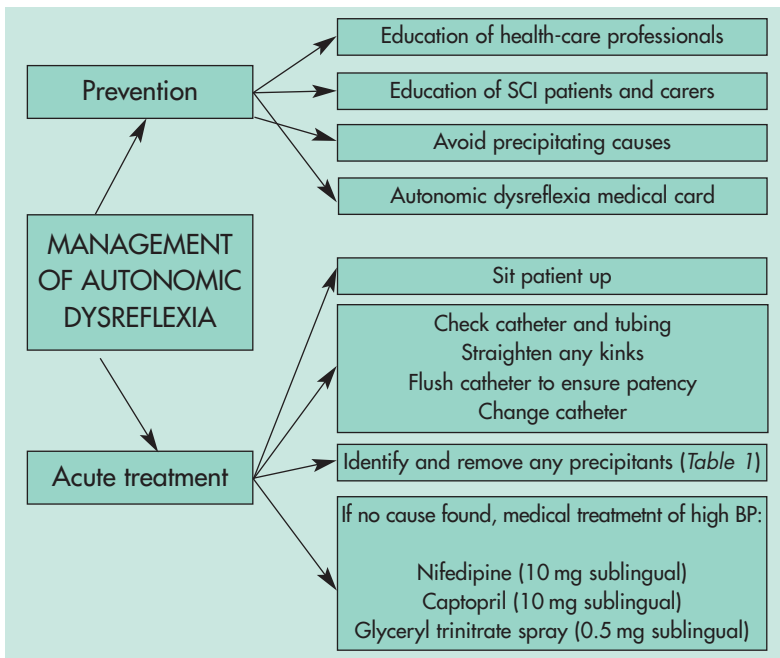 Prevention
Education of health-care professionals
Education of SCI patients and carers
Avoid precipitating causes
Autonomic dysreflexia medical card
MANAGEMENT
OF AUTONOMIC
DYSREFLEXIA
Acute treatment
Sit patient up
Check catheter and tubing
Straighten any kinks
Flush catheter to ensure patency
Change catheter
Identify and remove any precipitants (Table 1)
If no cause found, medical treatmetnt of high BP:
Nifedipine (10 mg sublingual)
Captopril (10 mg sublingual)
Glyceryl trinitrate spray (0.5 mg sublingual)